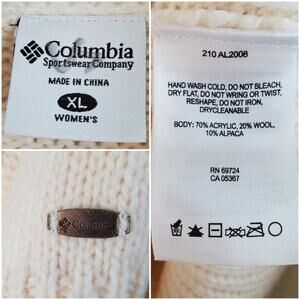 Columbia
Sportswear Company
MADE IN CHINA
XL
WOMEN'S
210 AL2008
HAND WASH COLD, DO NOT BLEACH.
DRY FLAT, DO NOT WRING OR TWIST,
RESHAPE, DO NOT IRON,
DRYCLEANABLE
BODY: 70% ACRYLIC, 20% WOOL,
10% ALPACA
RN 69724
CA 05367
Columbia